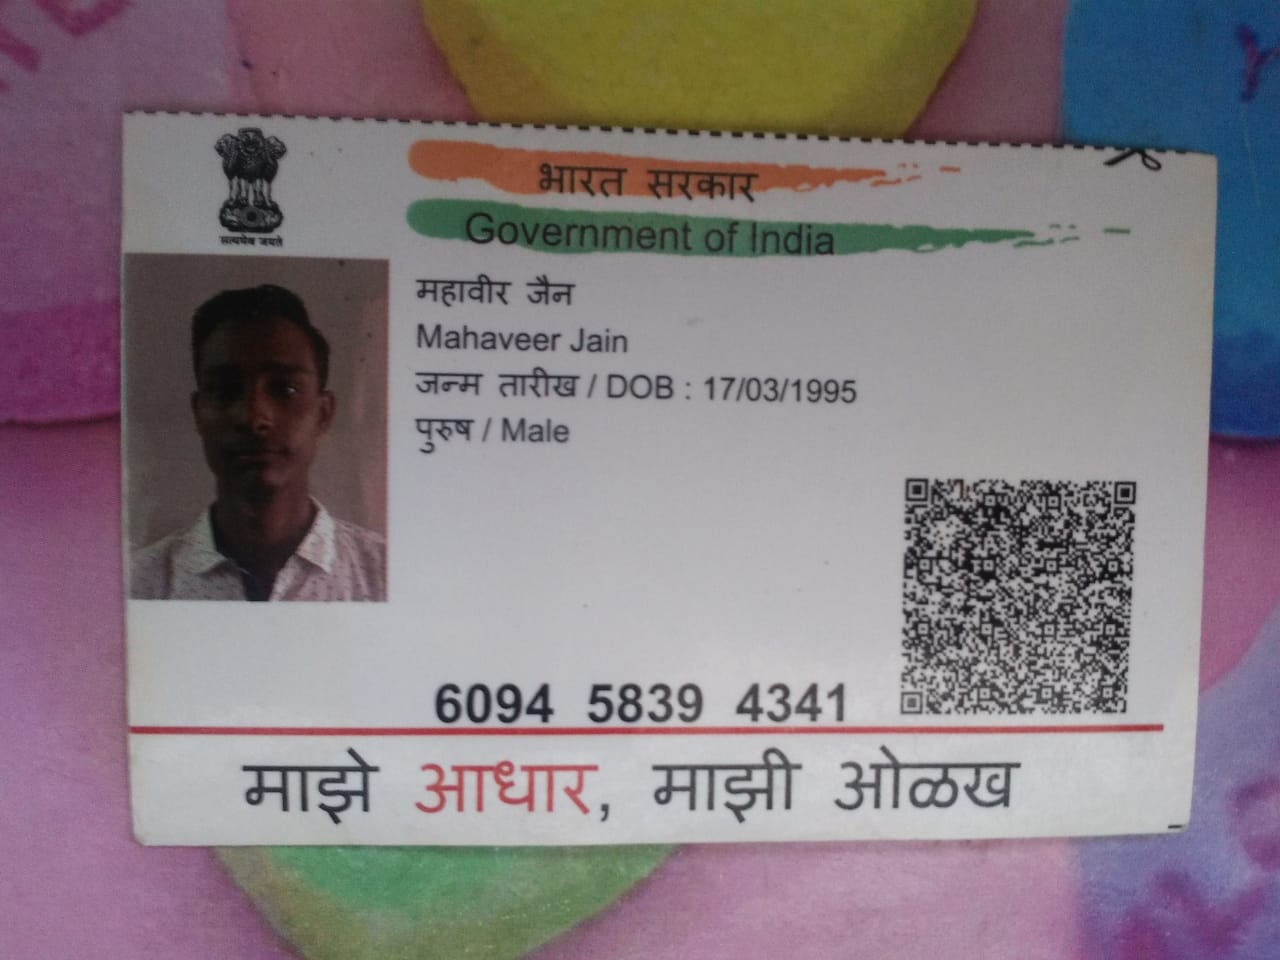 सत्यमेव जयते
भारत सरकार
Government of India
महावीर जैन
Mahaveer Jain
जन्म तारीख / DOB : 17/03/1995
पुरुष / Male
6094 5839 4341
माझे आधार, माझी ओळख